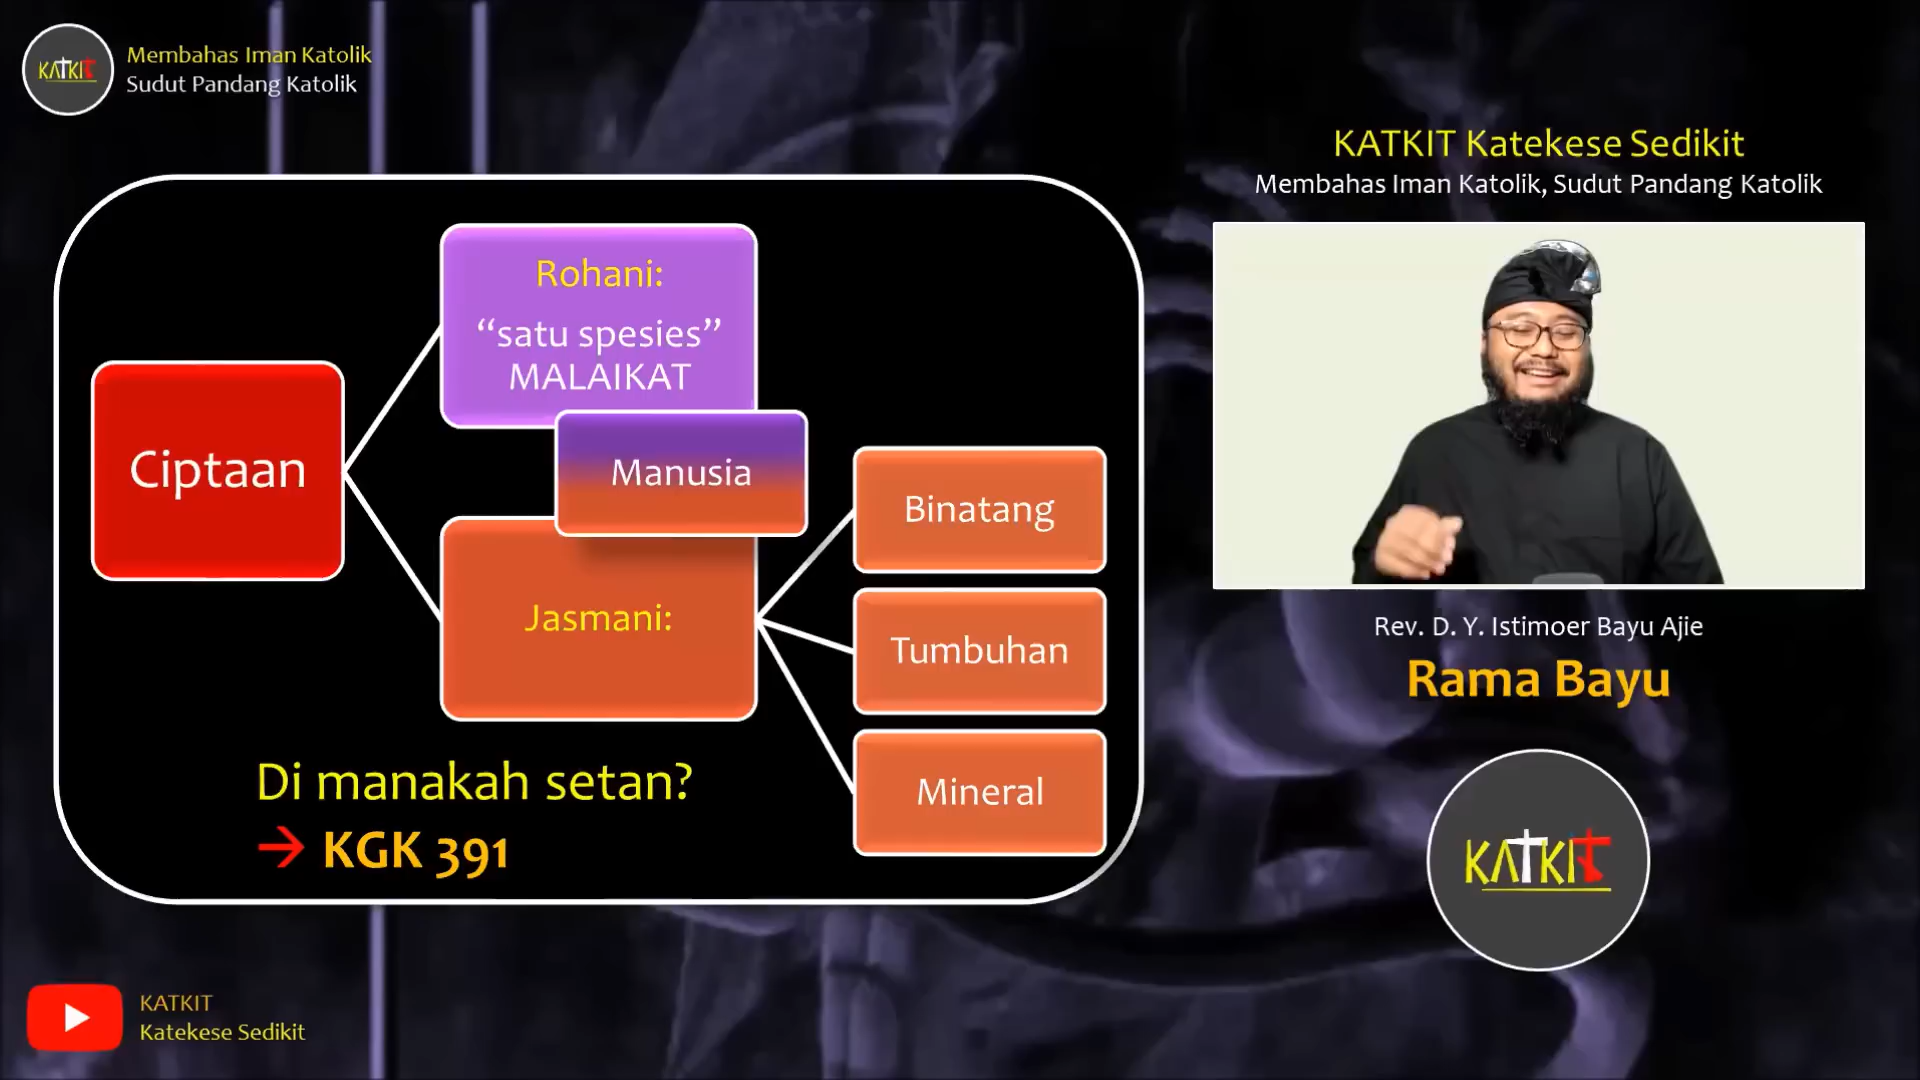 KATKIT
Membahas Iman Katolik
Sudut Pandang Katolik
Ciptaan
Rohani:
“satu spesies”
MALAIKAT
Manusia
Jasmani:
Binatang
Tumbuhan
Mineral
Di manakah setan?
→ KGK 391
KATKIT Katekese Sedikit
Membahas Iman Katolik, Sudut Pandang Katolik
Rev. D. Y. Istimoer Bayu Ajie
Rama Bayu
KATKIT
KATKIT
Katekese Sedikit